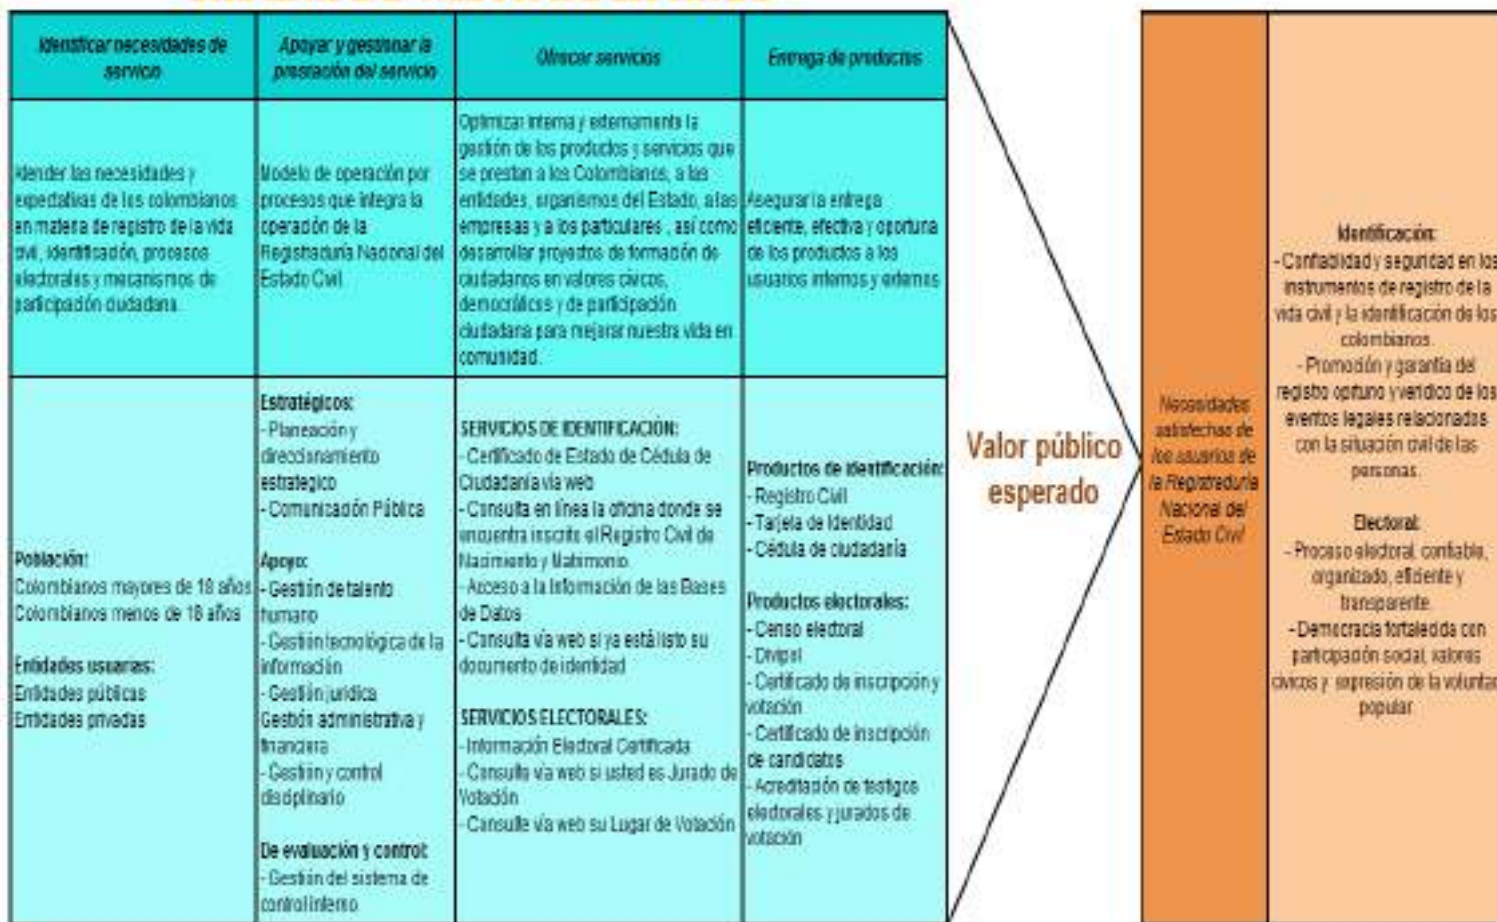 Identificar necesidades de
servicio
Apoyar y gestionar la
prestación del servicio
Ofrecer servicios
Entrega de productos
Atender las necesidades y
expectativas de los colombianos
en materia de registro de la vida
civil, identificación, procesos
electorales y mecanismos de
participación ciudadana.
Modelo de operación por
procesos que integra la
operación de la
Registraduría Nacional del
Estado Civil
Optimizar interna y externamente la
gestión de los productos y servicios que
se prestan a los Colombianos, a las
entidades, organismos del Estado, a las
empresas y a los particulares , así como
desarrollar proyectos de formación de
ciudadanos en valores cívicos,
democráticos y de participación
ciudadana para mejorar nuestra vida en
comunidad.
Asegurar la entrega
eficiente, efectiva y oportuna
de los productos a los
usuarios internos y externos
Población:
Colombianos mayores de 18 años
Colombianos menos de 18 años
Entidades usuarias:
Entidades públicas
Entidades privadas
Estratégicos:
- Planeación y
direccionamiento
estrategico
- Comunicación Pública
Apoyo:
- Gestión de talento
humano
- Gestión tecnológica de la
información
- Gestión jurídica
Gestión administrativa y
financiera
- Gestión y control
disciplinario
De evaluación y control:
- Gestión del sistema de
control interno
SERVICIOS DE IDENTIFICACIÓN:
- Certificado de Estado de Cédula de
Ciudadanía vía web
- Consulta en línea la oficina donde se
encuentra inscrito el Registro Civil de
Nacimiento y Matrimonio.
- Acceso a la Información de las Bases
de Datos
- Consulta vía web si ya está listo su
documento de identidad
SERVICIOS ELECTORALES:
- Información Electoral Certificada
- Consulta vía web si usted es Jurado de
Votación
- Consulte vía web su Lugar de Votación
Productos de identificación:
- Registro Civil
- Tarjeta de Identidad
- Cédula de ciudadanía
Productos electorales:
- Censo electoral
- Divipol
- Certificado de inscripción y
votación
- Certificado de inscripción
de candidatos
- Acreditación de testigos
electorales y jurados de
votación
Valor público
esperado
Necesidades
satisfechas de
los usuarios de
la Registraduría
Nacional del
Estado Civil
Identificación:
- Confiabilidad y seguridad en los
instrumentos de registro de la
vida civil y la identificación de los
colombianos.
- Promoción y garantía del
registro oprtuno y verídico de los
eventos legales relacionados
con la situación civil de las
personas.
Electoral:
- Proceso electoral, confiable,
organizado, eficiente y
transparente.
- Democracia fortalecida con
participación social, valores
cívicos y expresión de la voluntad
popular